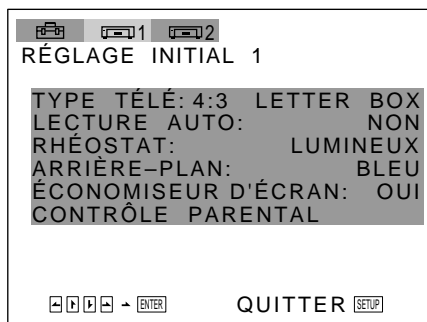 1 2
RÉGLAGE INITIAL 1
TYPE TÉLÉ: 4:3 LETTER BOX
LECTURE AUTO: NON
RHÉOSTAT: LUMINEUX
ARRIÈRE–PLAN: BLEU
ÉCONOMISEUR D'ÉCRAN: OUI
CONTRÔLE PARENTAL
ENTER QUITTER SETUP